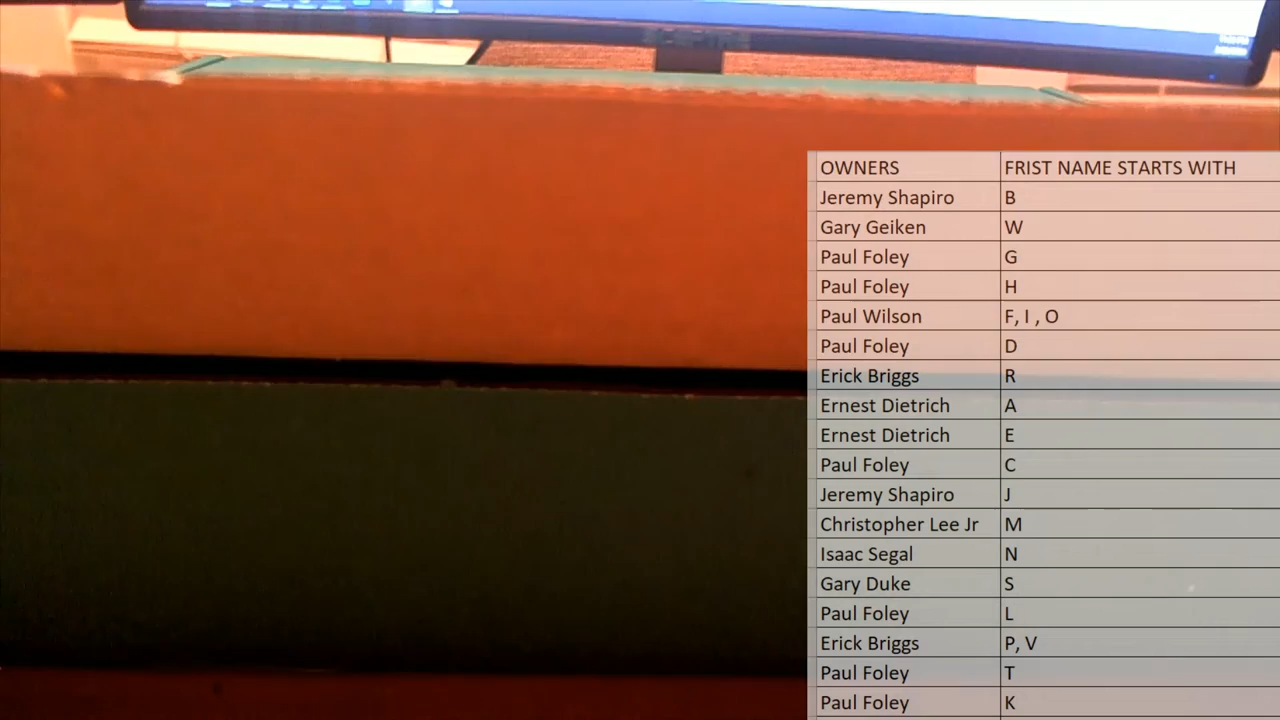 OWNERS FRIST NAME STARTS WITH
Jeremy Shapiro B
Gary Geiken W
Paul Foley G
Paul Foley H
Paul Wilson F, I , O
Paul Foley D
Erick Briggs R
Ernest Dietrich A
Ernest Dietrich E
Paul Foley C
Jeremy Shapiro J
Christopher Lee Jr M
Isaac Segal N
Gary Duke S
Paul Foley L
Erick Briggs P, V
Paul Foley T
Paul Foley K